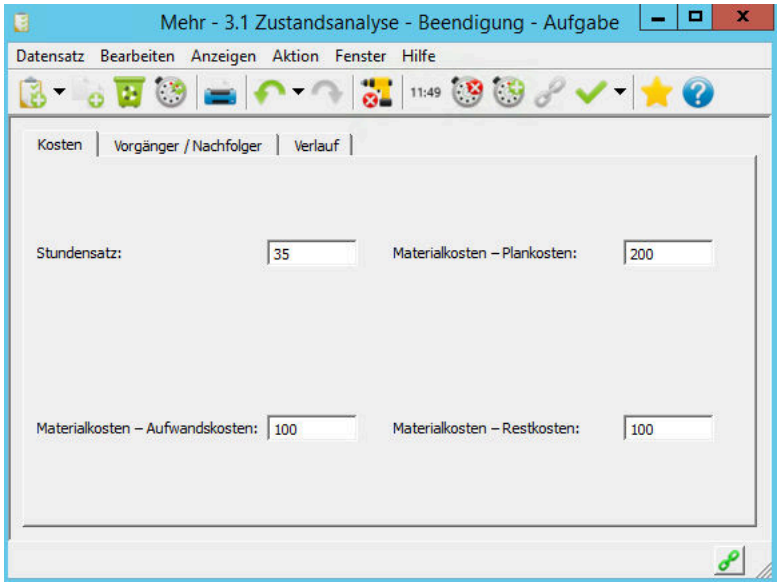 Mehr - 3.1 Zustandsanalyse - Beendigung - Aufgabe
Datensatz Bearbeiten Anzeigen Aktion Fenster Hilfe
11:49
Kosten Vorgänger / Nachfolger Verlauf
Stundensatz: 35 Materialkosten – Plankosten: 200
Materialkosten – Aufwandskosten: 100 Materialkosten – Restkosten: 100